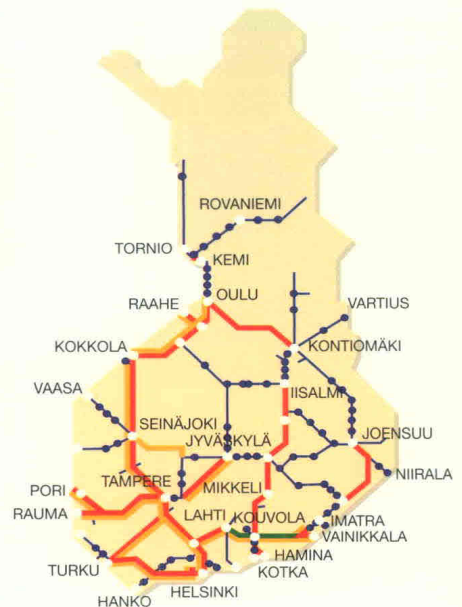 ROVANIEMI
TORNIO
KEMI
OULU
RAAHE
VARTIUS
KOKKOLA
KONTIOMÄKI
VAASA
IISALMI
SEINÄJOKI
JOENSUU
JYVÄSKYLÄ
NIIRALA
TAMPERE
MIKKELI
PORI
RAUMA
LAHTI
KOUVOLA
IMATRA
VAINIKKALA
HAMINA
TURKU
KOTKA
HELSINKI
HANKO